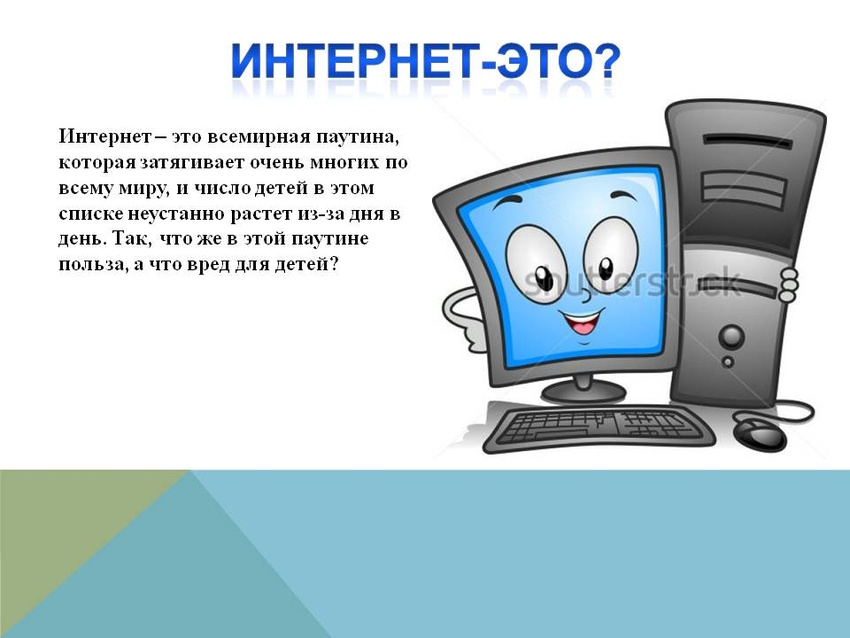 ИНТЕРНЕТ-ЭТО?
Интернет – это всемирная паутина,
которая затягивает очень многих по
всему миру, и число детей в этом
списке неустанно растет из-за дня в
день. Так, что же в этой паутине
польза, а что вред для детей?
shutterstock